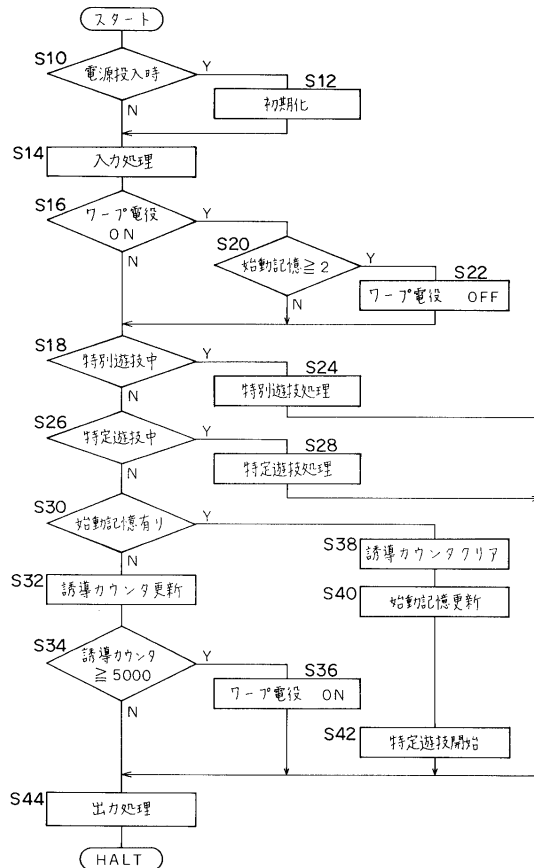 スタート
S10
電源投入時
Y
S12
初期化
N
S14
入力処理
S16
ワープ電役
ON
Y
S20
始動記憶≧2
Y
S22
ワープ電役 OFF
N
N
S18
特別遊技中
Y
S24
特別遊技処理
N
S26
特定遊技中
Y
S28
特定遊技処理
N
S30
始動記憶有り
Y
S38
誘導カウンタクリア
N
S32
誘導カウンタ更新
S40
始動記憶更新
S34
誘導カウンタ
≧5000
Y
S36
ワープ電役 ON
N
S42
特定遊技開始
S44
出力処理
HALT